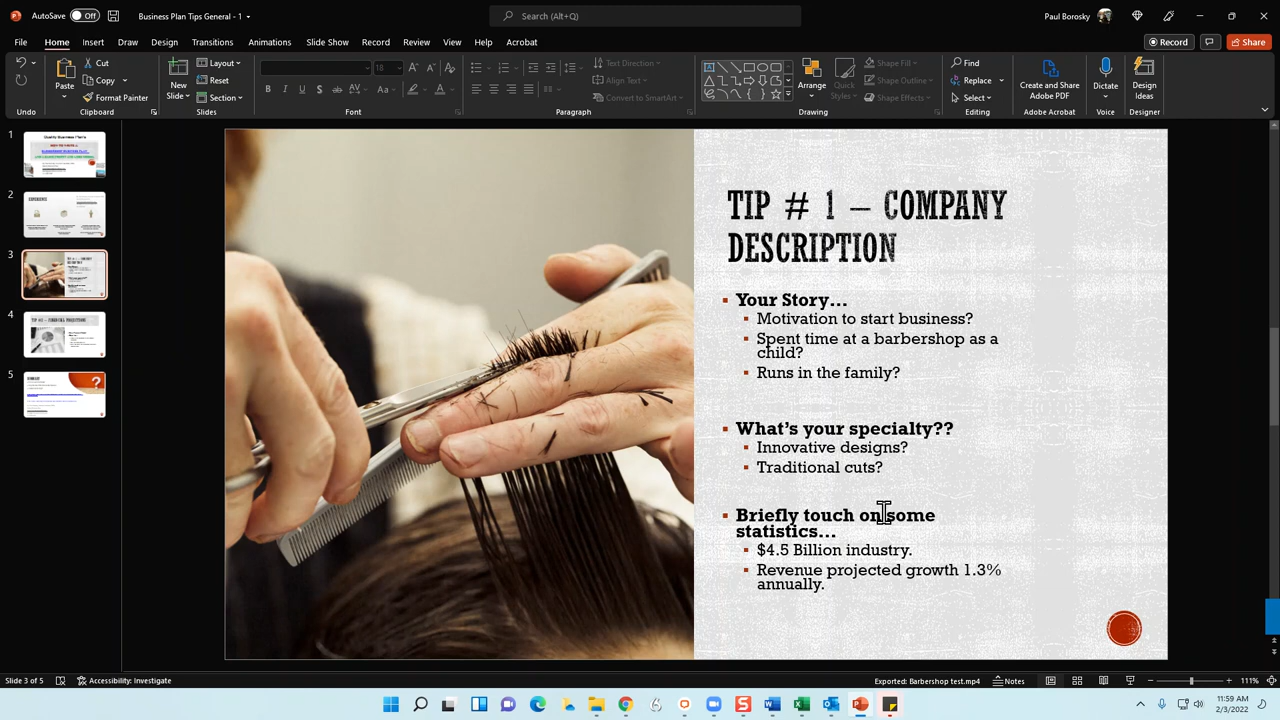 AutoSave Off Business Plan Tips General - 1 Search (Alt+Q) Paul Borosky
File Home Insert Draw Design Transitions Animations Slide Show Record Review View Help Acrobat Record Share
Cut Layout 18 Text Direction Shape Fill Find
Paste Copy New Slide Reset Align Text Arrange Quick Styles Shape Outline Replace Create and Share Adobe PDF Dictate Design Ideas
Format Painter Section Convert to SmartArt Shape Effects Select
Undo Clipboard Slides Font Paragraph Drawing Editing Adobe Acrobat Voice Designer
1
2
3
4
5
TIP # 1 – COMPANY
DESCRIPTION
Your Story...
Motivation to start business?
Spent time at a barbershop as a
child?
Runs in the family?
What's your specialty??
Innovative designs?
Traditional cuts?
Briefly touch on some
statistics...
$4.5 Billion industry.
Revenue projected growth 1.3%
annually.
Slide 3 of 5 Accessibility: Investigate Exported: Barbershop test.mp4 Notes 111%
11:59 AM
2/3/2022